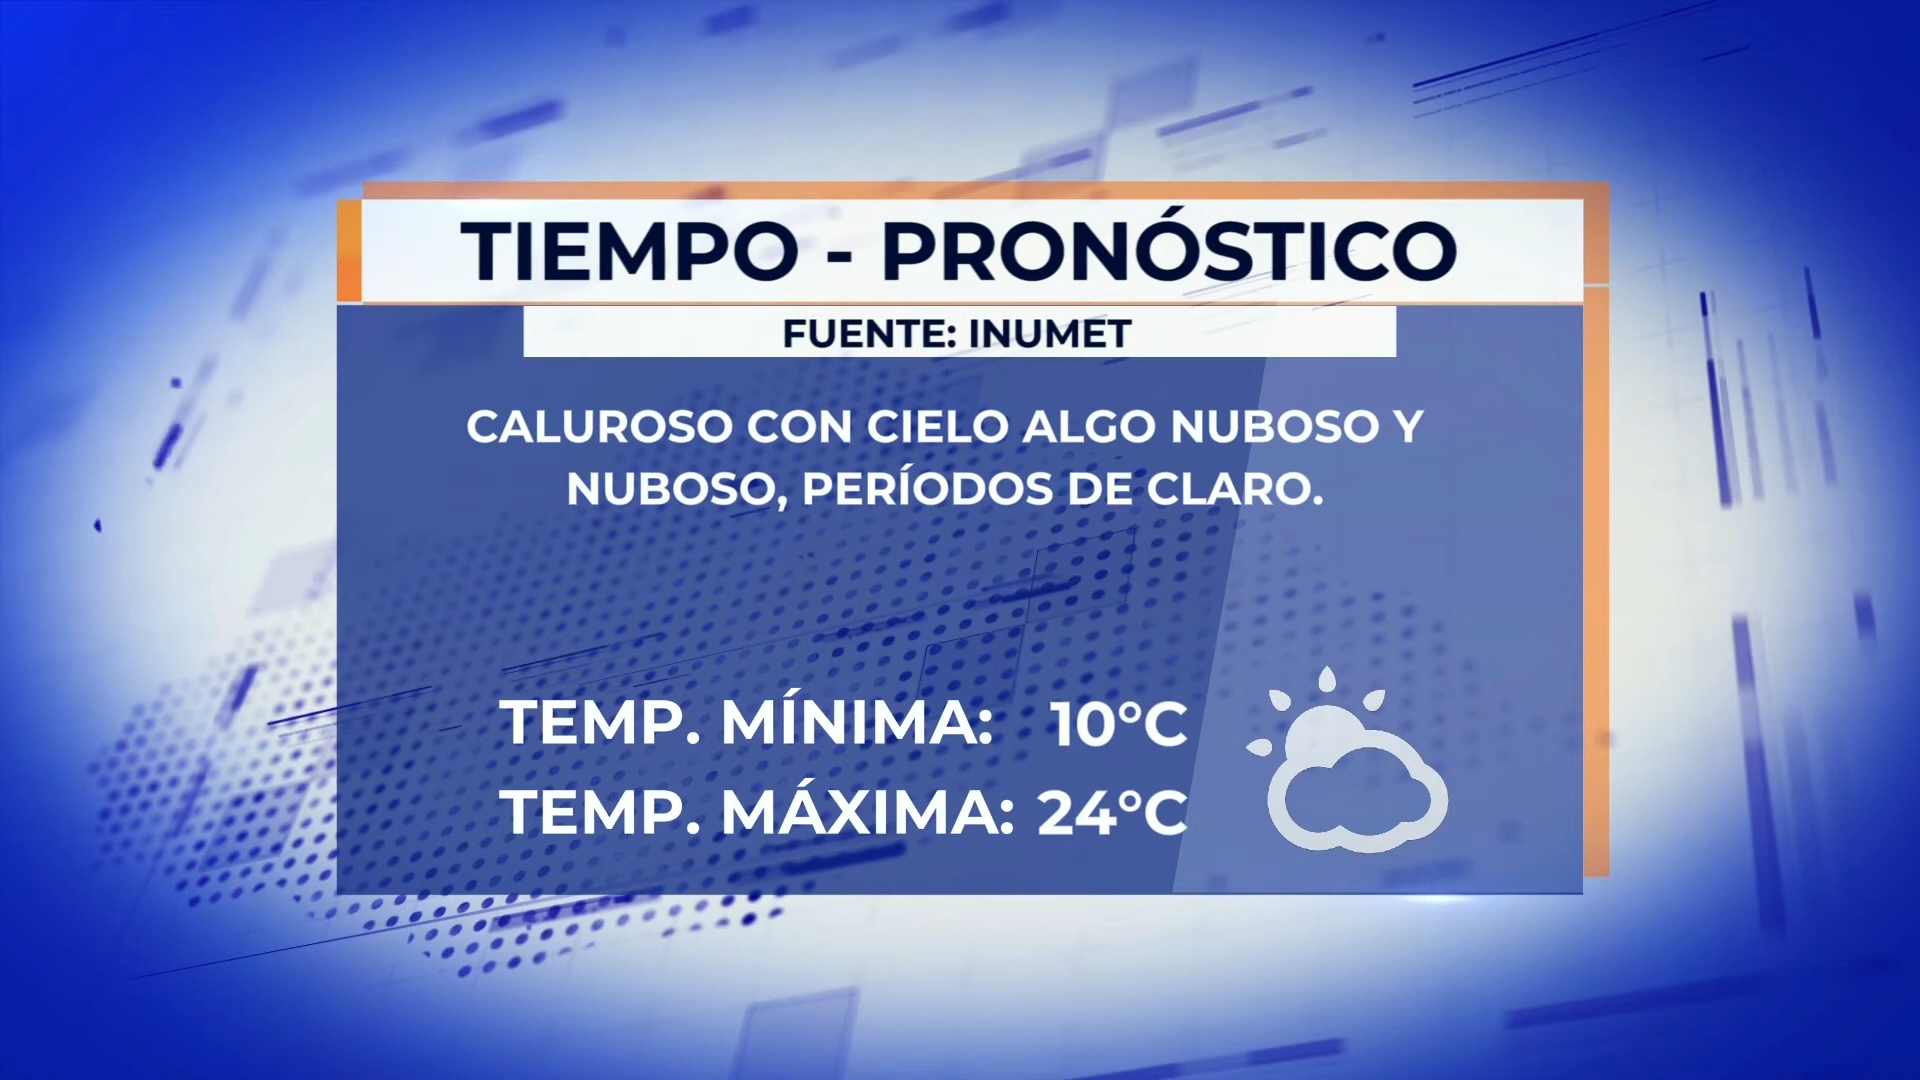 TIEMPO - PRONÓSTICO
FUENTE: INUMET
CALUROSO CON CIELO ALGO NUBOSO Y
NUBOSO, PERÍODOS DE CLARO.
TEMP. MÍNIMA: 10°C
TEMP. MÁXIMA: 24°C